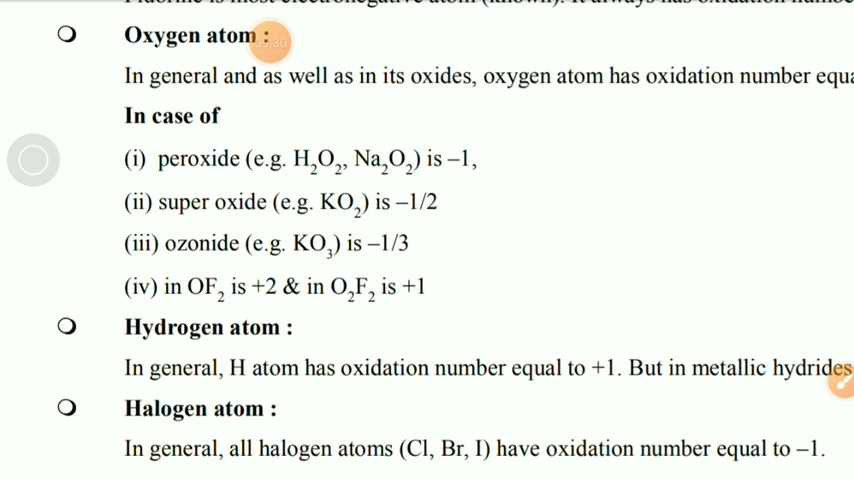 Oxygen atom :
In general and as well as in its oxides, oxygen atom has oxidation number
In case of
(i) peroxide (e.g. H₂O₂, Na₂O₂) is –1,
(ii) super oxide (e.g. KO₂) is –1/2
(iii) ozonide (e.g. KO₃) is –1/3
(iv) in OF₂ is +2 & in O₂F₂ is +1
Hydrogen atom :
In general, H atom has oxidation number equal to +1. But in metallic hydrides
Halogen atom :
In general, all halogen atoms (Cl, Br, I) have oxidation number equal to –1.